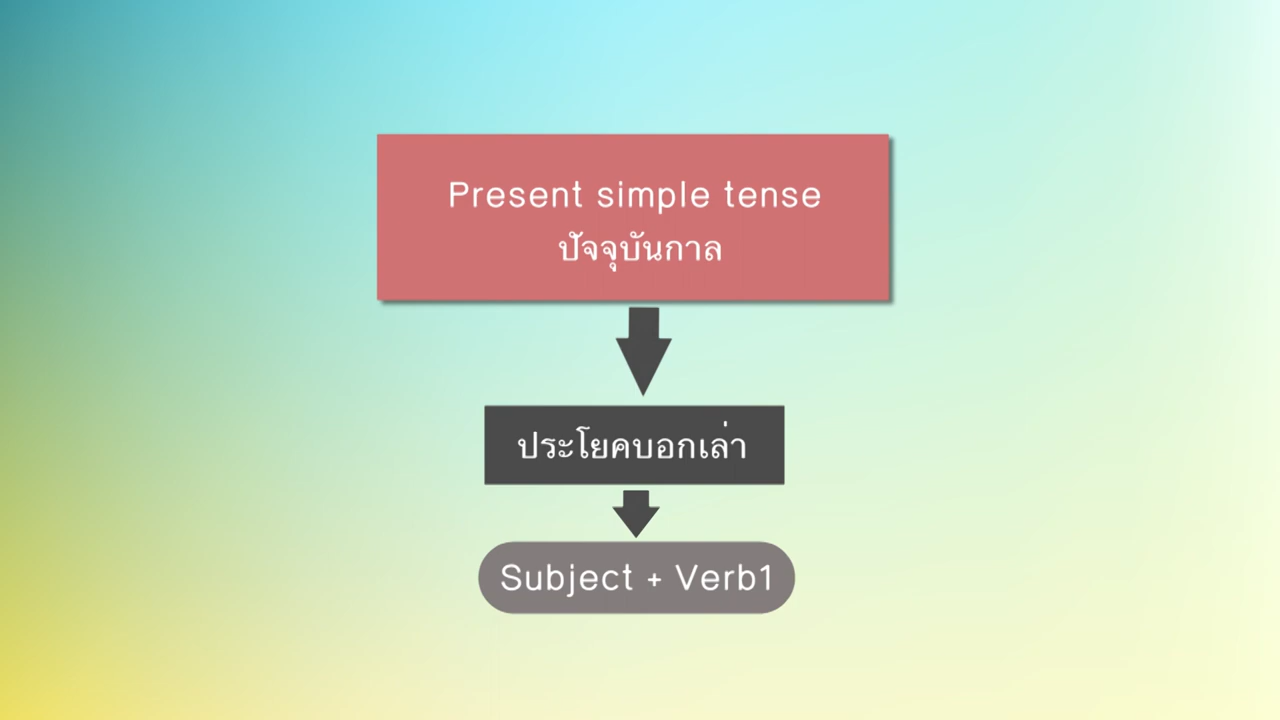 Present simple tense
ปัจจุบันกาล
ประโยคบอกเล่า
Subject + Verb1